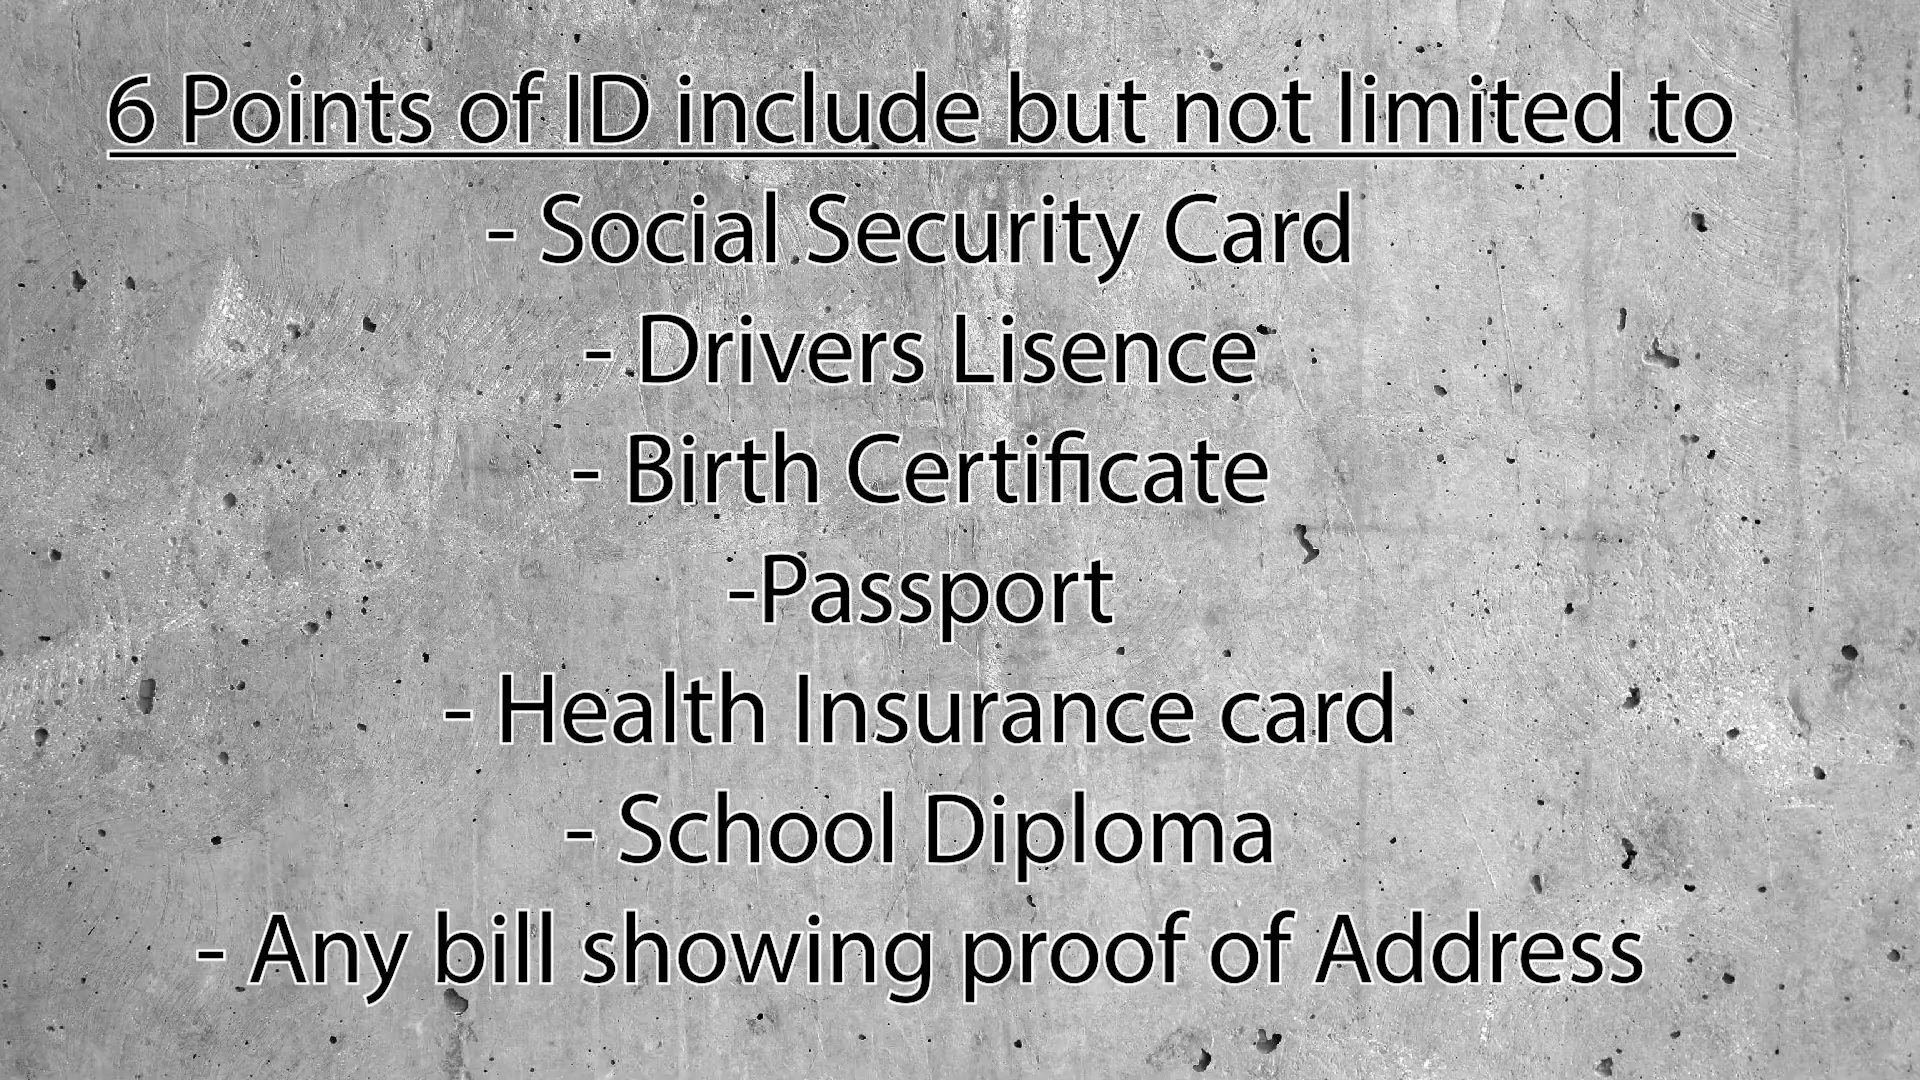 6 Points of ID include but not limited to
- Social Security Card
- Drivers Lisence
- Birth Certificate
-Passport
- Health Insurance card
- School Diploma
- Any bill showing proof of Address